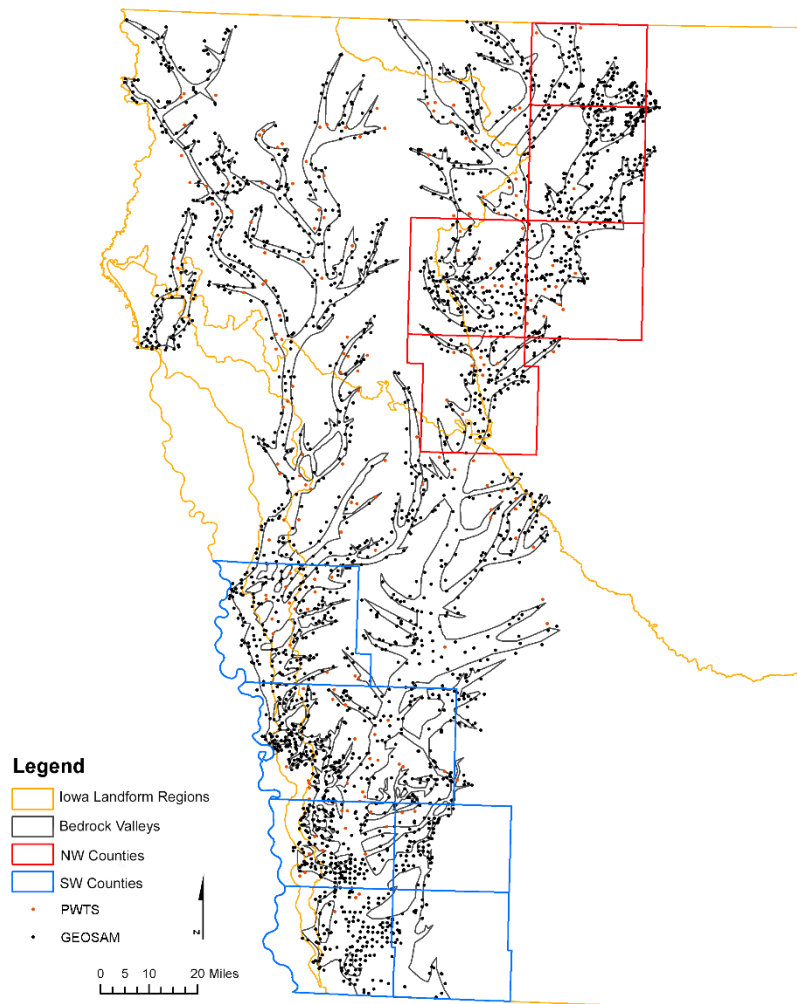 Legend
Iowa Landform Regions
Bedrock Valleys
NW Counties
SW Counties
PWTS
GEOSAM
N
0 5 10 20 Miles